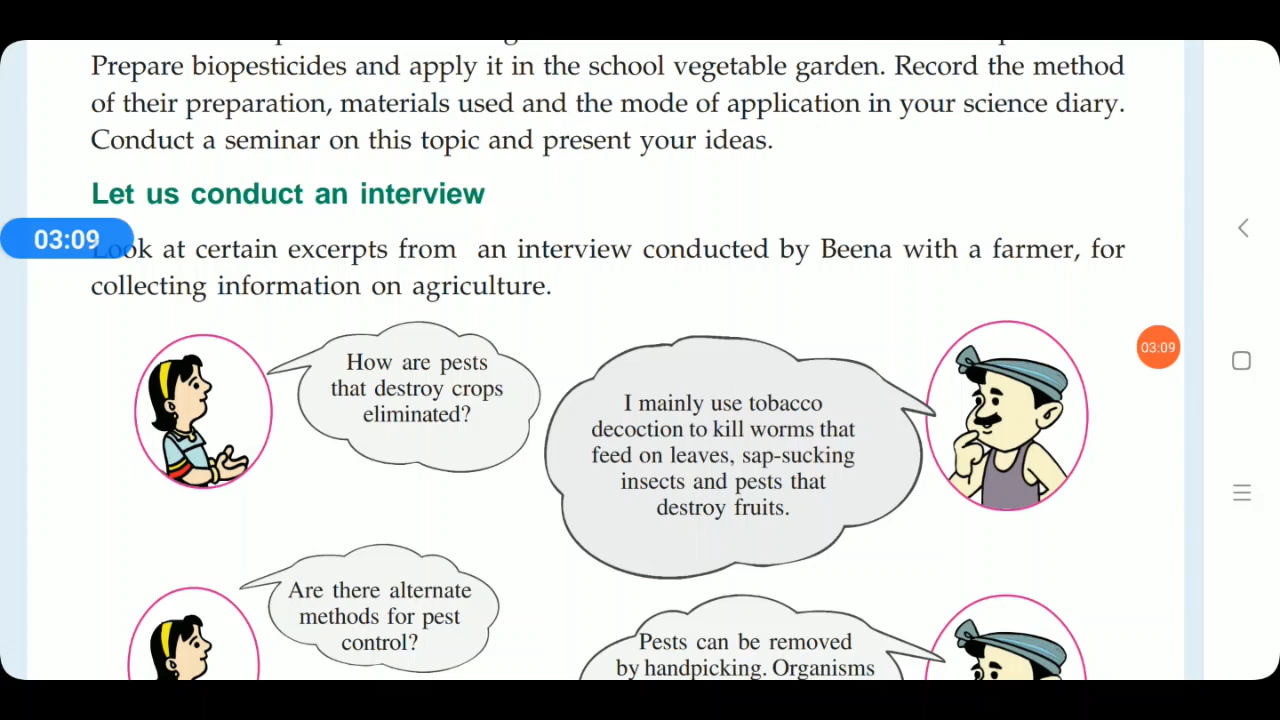 Prepare biopesticides and apply it in the school vegetable garden. Record the method
of their preparation, materials used and the mode of application in your science diary.
Conduct a seminar on this topic and present your ideas.
Let us conduct an interview
03:09
ook at certain excerpts from an interview conducted by Beena with a farmer, for
collecting information on agriculture.
How are pests
that destroy crops
eliminated?
I mainly use tobacco
decoction to kill worms that
feed on leaves, sap-sucking
insects and pests that
destroy fruits.
03:09
Are there alternate
methods for pest
control?
Pests can be removed
by handpicking. Organisms